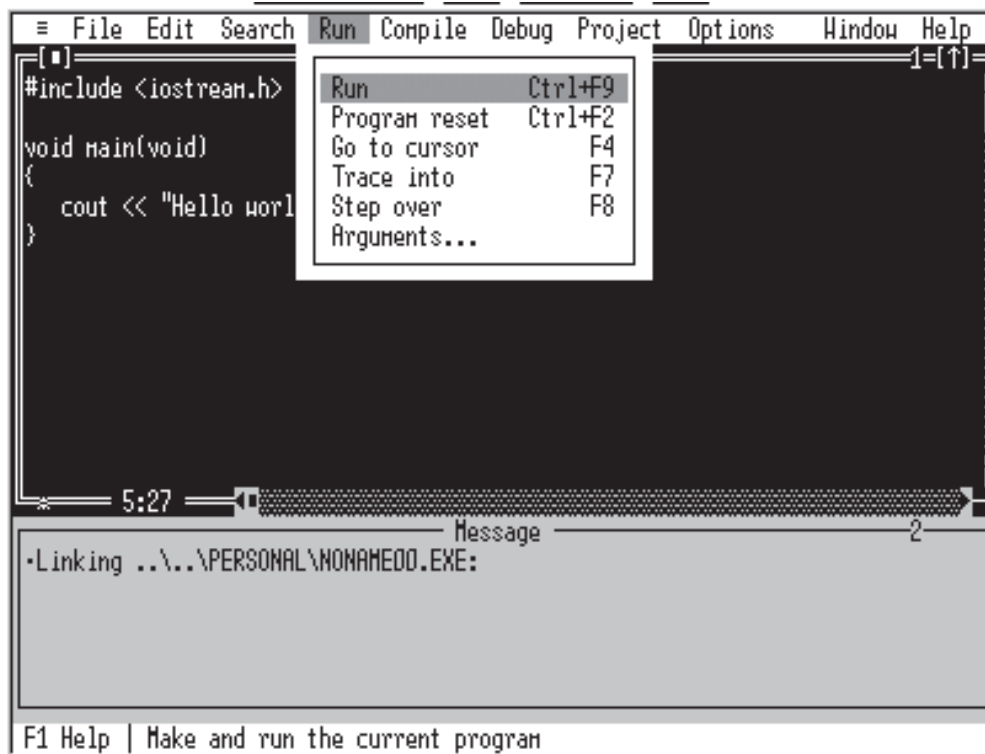 ≡ File Edit Search Run Compile Debug Project Options Window Help
[■] 1=[↑]
#include <iostream.h>
void main(void)
{
cout << "Hello worl
}
Run Ctrl+F9
Program reset Ctrl+F2
Go to cursor F4
Trace into F7
Step over F8
Arguments...
* 5:27
Message 2
·Linking ..\..\PERSONAL\NONAME00.EXE:
F1 Help | Make and run the current program